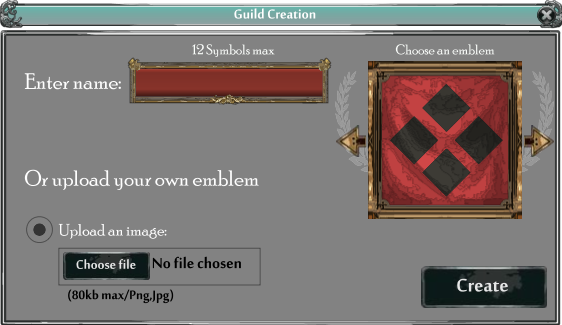 Guild Creation
12 Symbols max
Choose an emblem
Enter name:
Or upload your own emblem
Upload an image:
Choose file No file chosen
(80kb max/Png,Jpg)
Create